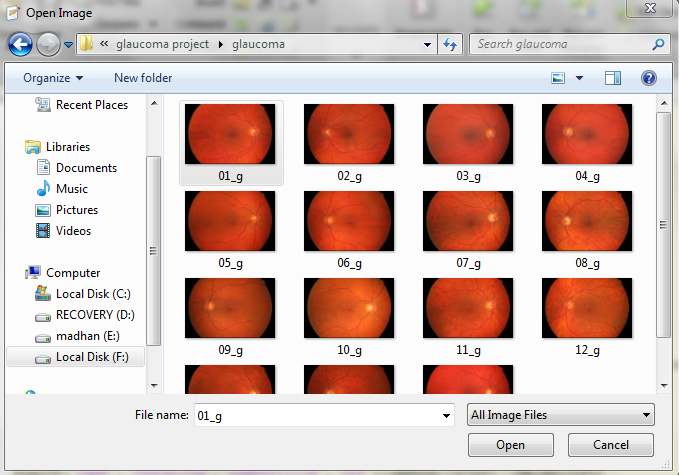 Open Image
« glaucoma project glaucoma
Search glaucoma
Organize New folder
Recent Places
Libraries
Documents
Music
Pictures
Videos
Computer
Local Disk (C:)
RECOVERY (D:)
madhan (E:)
Local Disk (F:)
01_g 02_g 03_g 04_g
05_g 06_g 07_g 08_g
09_g 10_g 11_g 12_g
File name: 01_g All Image Files
Open Cancel